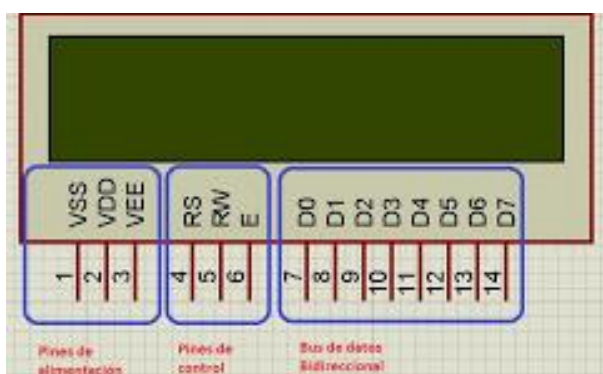 VSS VDD VEE RS RW E D0 D1 D2 D3 D4 D5 D6 D7
1 2 3 4 5 6 7 8 9 10 11 12 13 14
Pines de Pines de Bus de datos
alimentación control Bidireccional